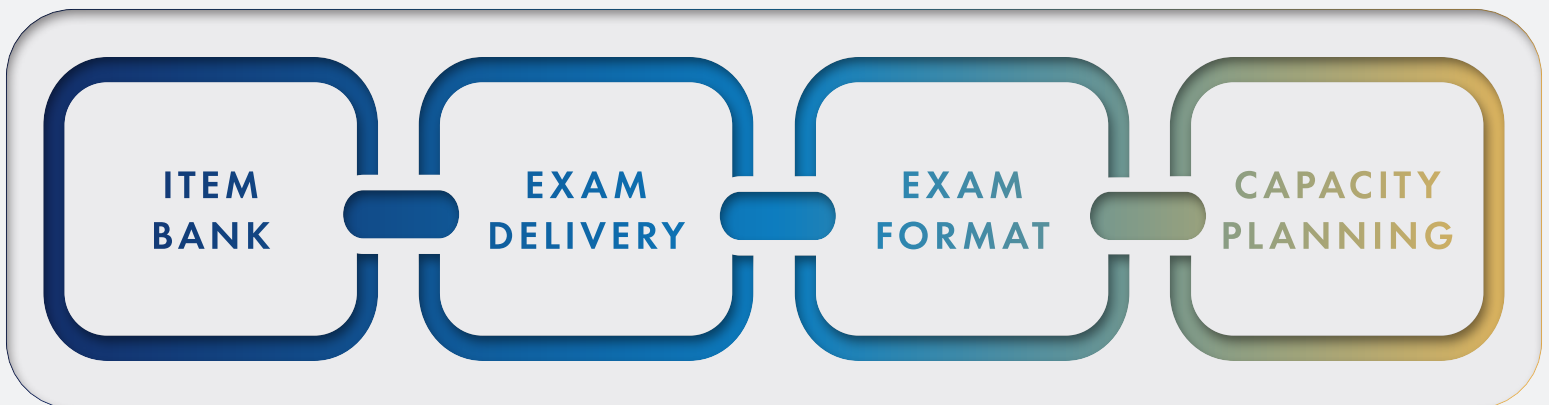 ITEM
BANK
EXAM
DELIVERY
EXAM
FORMAT
CAPACITY
PLANNING